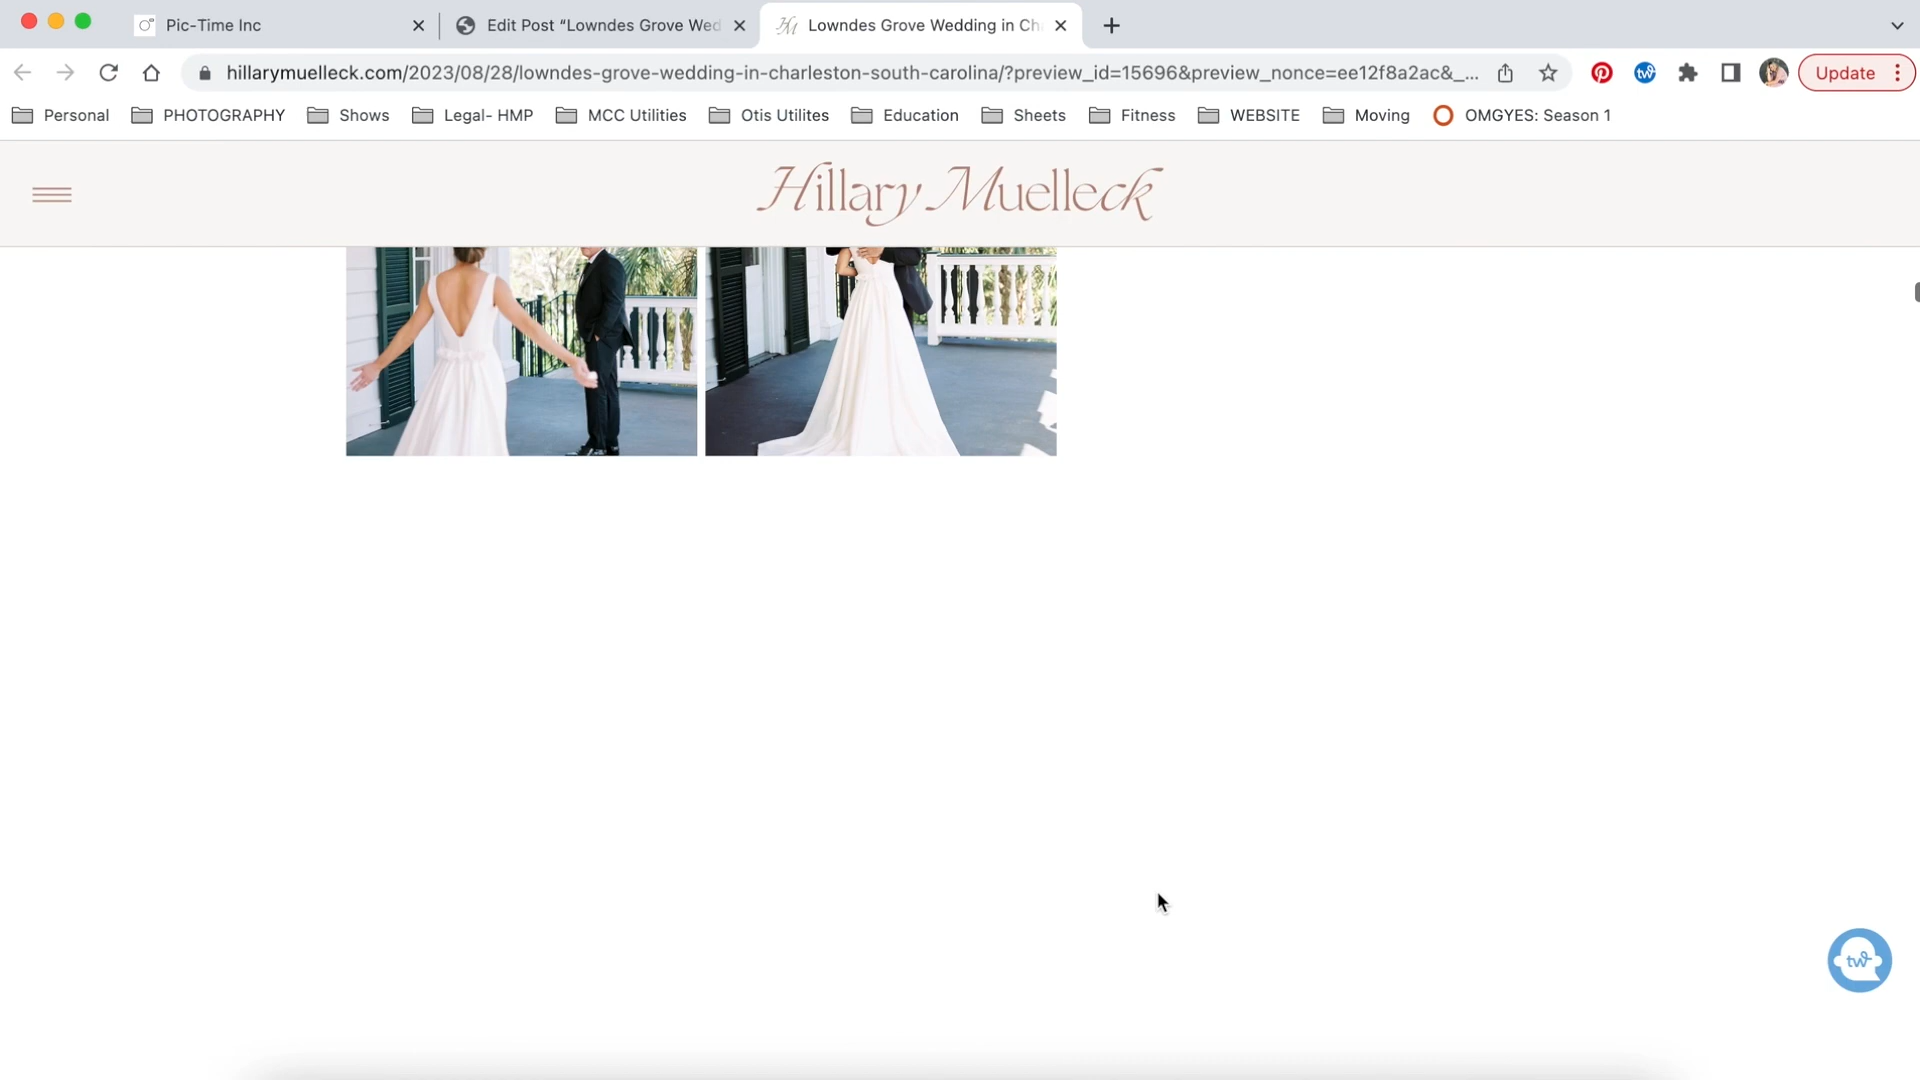 Pic-Time Inc
Edit Post “Lowndes Grove Wed
Lowndes Grove Wedding in Ch
hillarymuelleck.com/2023/08/28/lowndes-grove-wedding-in-charleston-south-carolina/?preview_id=15696&preview_nonce=ee12f8a2ac&_...
Update
Personal
PHOTOGRAPHY
Shows
Legal- HMP
MCC Utilities
Otis Utilites
Education
Sheets
Fitness
WEBSITE
Moving
OMGYES: Season 1
Hillary Muelleck
tw